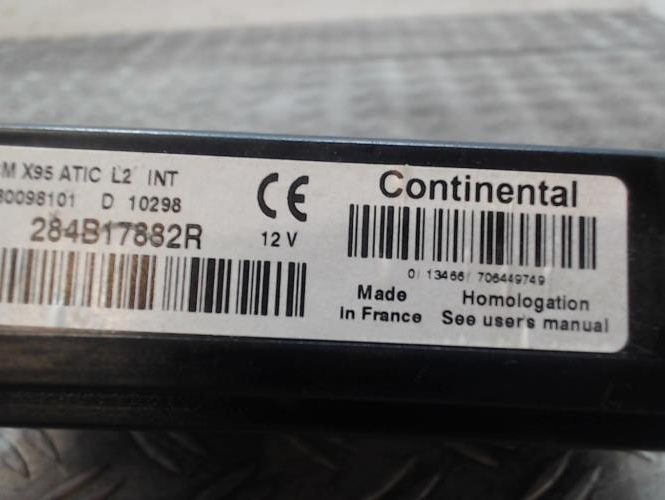 X95 ATIC L2 INT
80098101 D 10298
284B17882R
CE
12 V
Continental
0/13466/706449749
Made
In France
Homologation
See user's manual